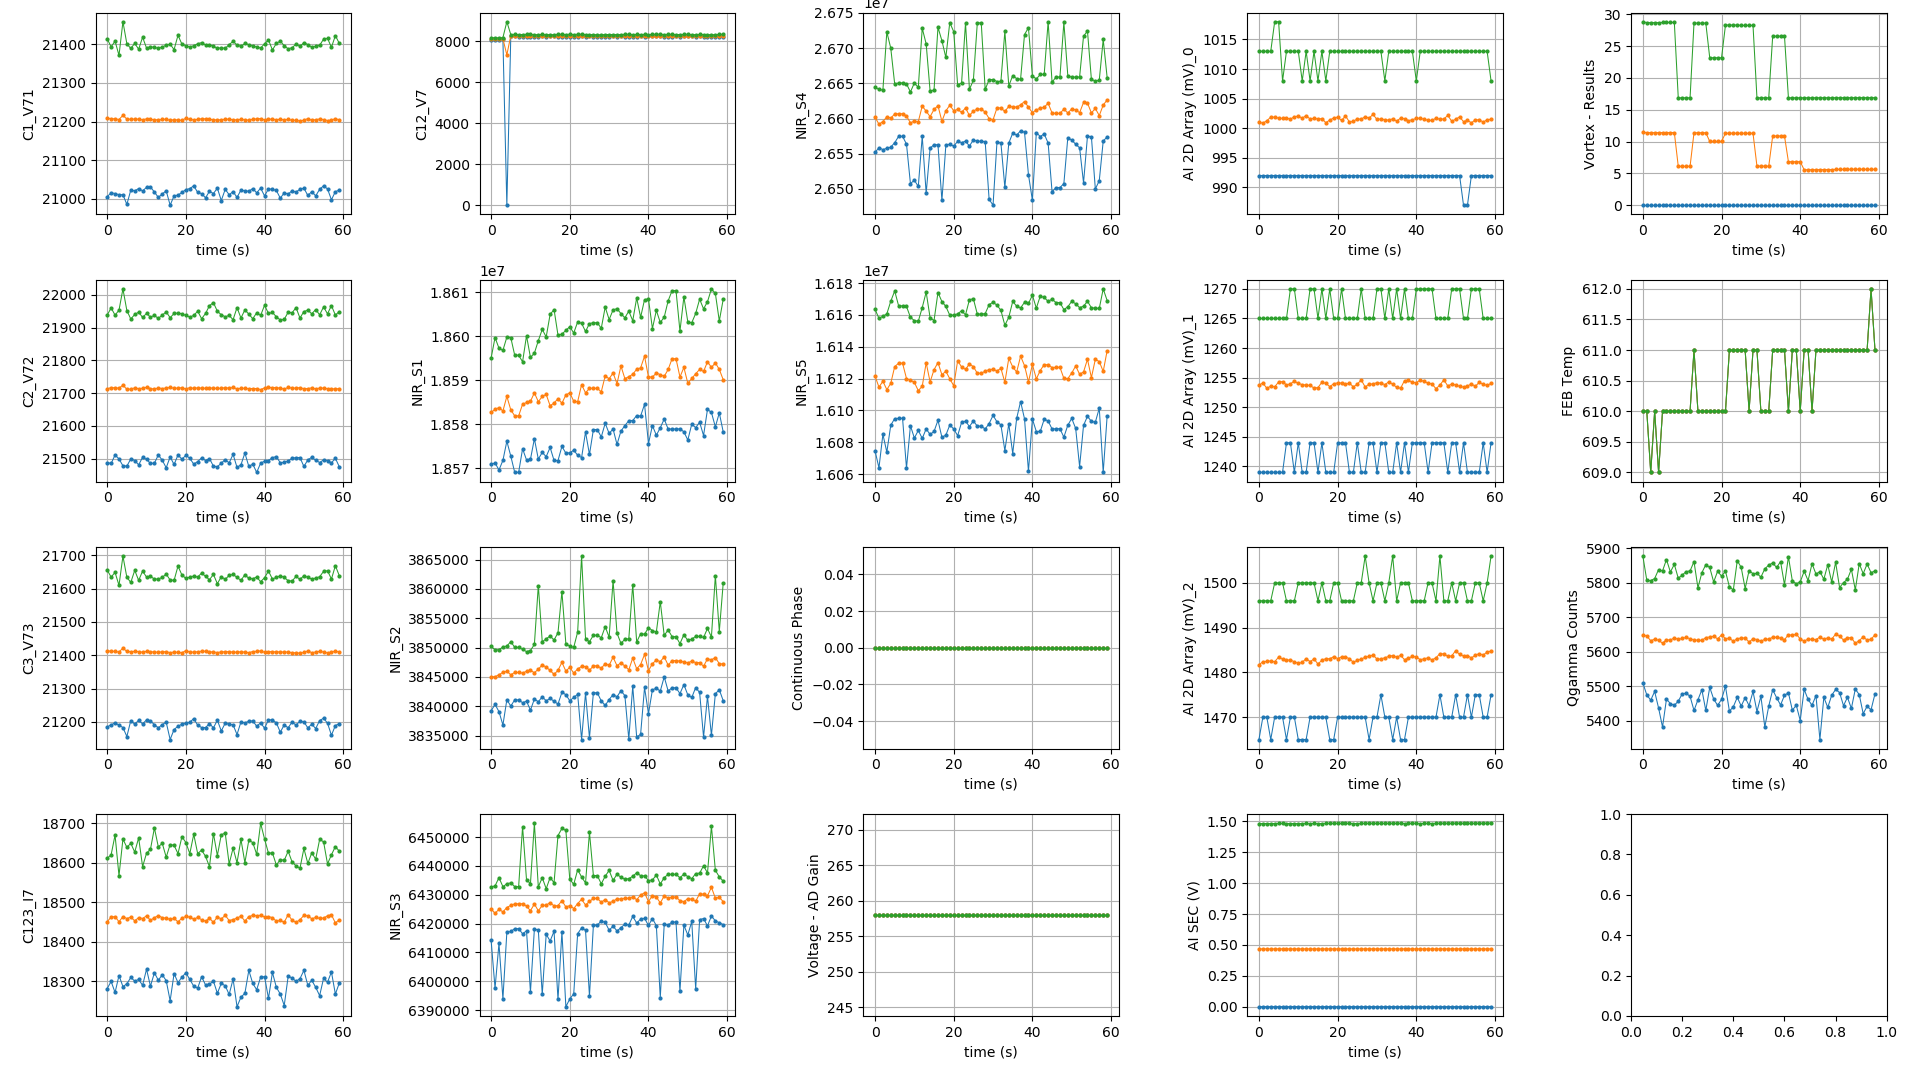 C1_V71
21400
21300
21200
21100
21000
0 20 40 60
time (s)
C12_V7
8000
6000
4000
2000
0
0 20 40 60
time (s)
1e7
NIR_S4
2.675
2.670
2.665
2.660
2.655
2.650
0 20 40 60
time (s)
AI 2D Array (mV)_0
1015
1010
1005
1000
995
990
0 20 40 60
time (s)
Vortex - Results
30
25
20
15
10
5
0
0 20 40 60
time (s)
C2_V72
22000
21900
21800
21700
21600
21500
0 20 40 60
time (s)
1e7
NIR_S1
1.861
1.860
1.859
1.858
1.857
0 20 40 60
time (s)
1e7
NIR_S5
1.618
1.616
1.614
1.612
1.610
1.608
1.606
0 20 40 60
time (s)
AI 2D Array (mV)_1
1270
1265
1260
1255
1250
1245
1240
0 20 40 60
time (s)
FEB Temp
612.0
611.5
611.0
610.5
610.0
609.5
609.0
0 20 40 60
time (s)
C3_V73
21700
21600
21500
21400
21300
21200
0 20 40 60
time (s)
NIR_S2
3865000
3860000
3855000
3850000
3845000
3840000
3835000
0 20 40 60
time (s)
Continuous Phase
0.04
0.02
0.00
−0.02
−0.04
0 20 40 60
time (s)
AI 2D Array (mV)_2
1500
1490
1480
1470
0 20 40 60
time (s)
Qgamma Counts
5900
5800
5700
5600
5500
5400
0 20 40 60
time (s)
C123_I7
18700
18600
18500
18400
18300
0 20 40 60
time (s)
NIR_S3
6450000
6440000
6430000
6420000
6410000
6400000
6390000
0 20 40 60
time (s)
Voltage - AD Gain
270
265
260
255
250
245
0 20 40 60
time (s)
AI SEC (V)
1.50
1.25
1.00
0.75
0.50
0.25
0.00
0 20 40 60
time (s)
1.0
0.8
0.6
0.4
0.2
0.0
0.0 0.2 0.4 0.6 0.8 1.0